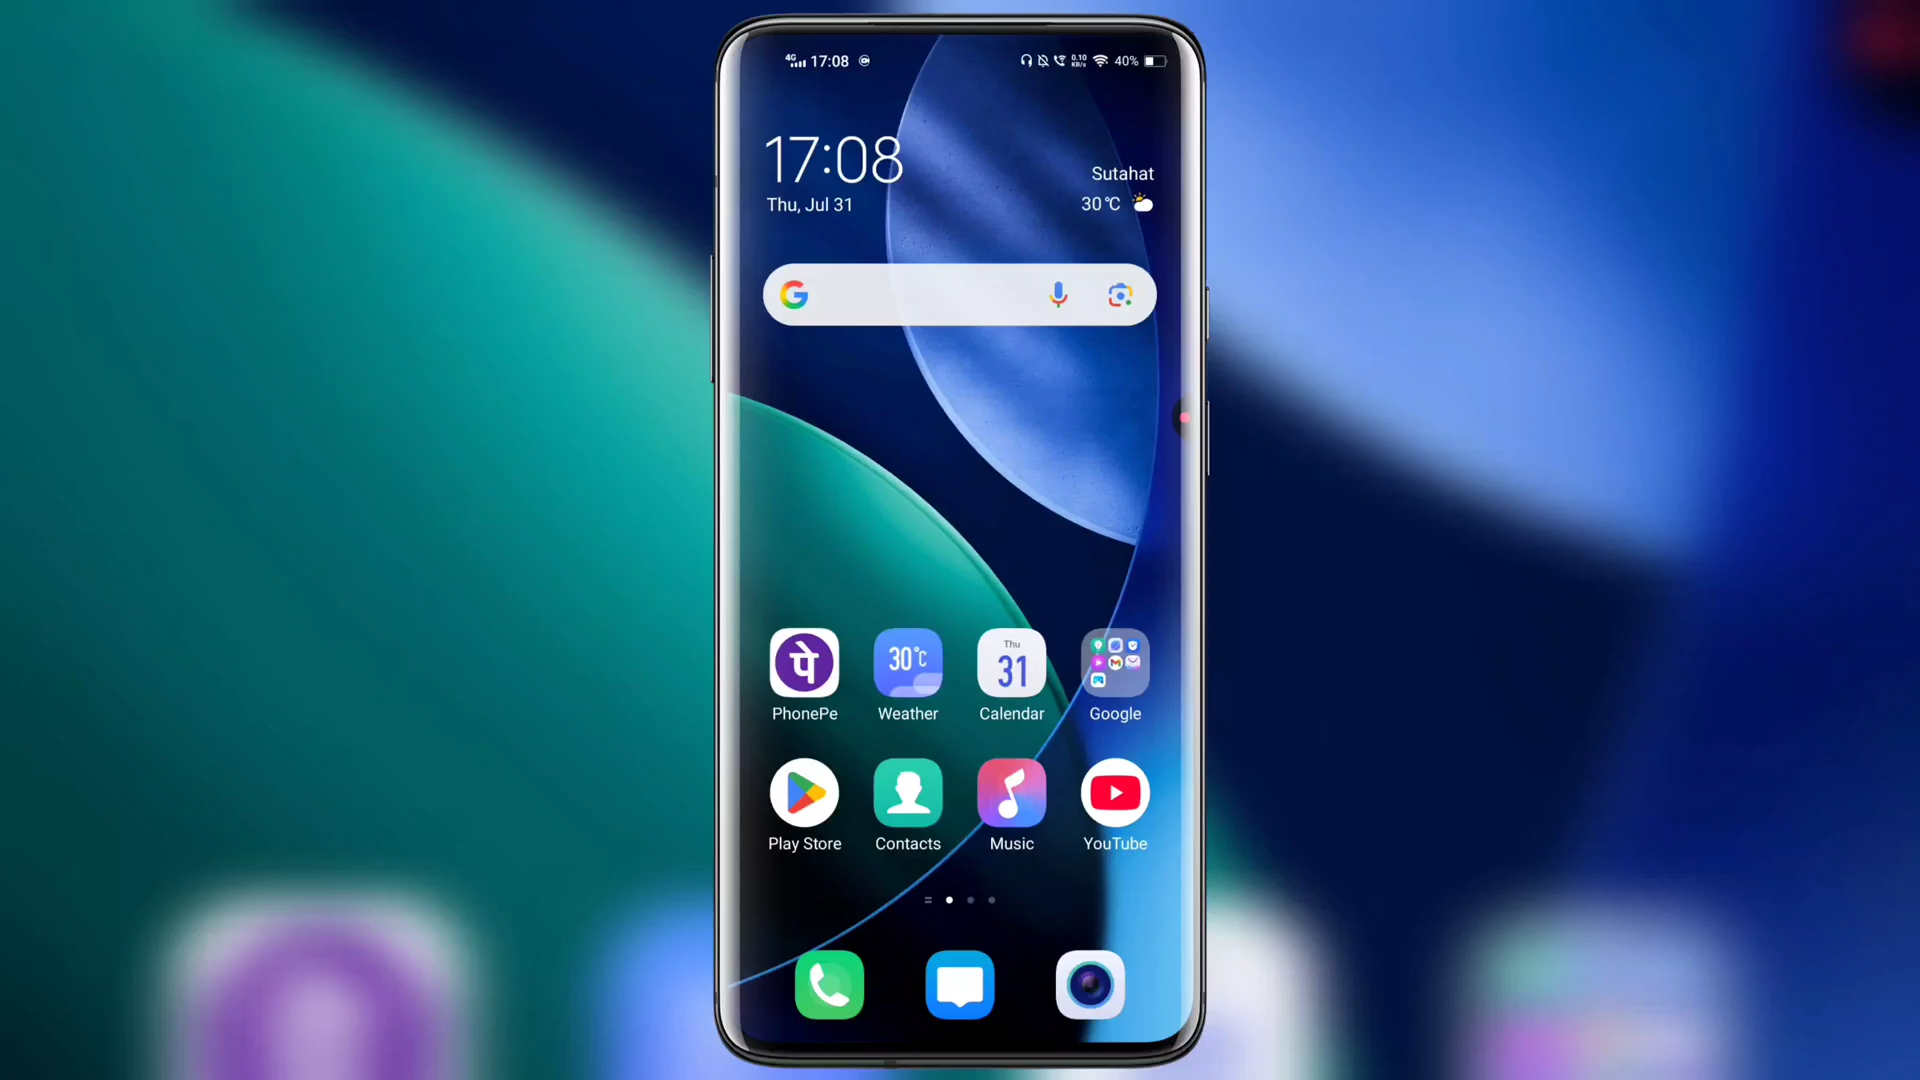 4G 17:08 0.10 KB/s 40%
17:08
Thu, Jul 31
Sutahat
30℃
पे 30°C Thu 31
PhonePe Weather Calendar Google
Play Store Contacts Music YouTube